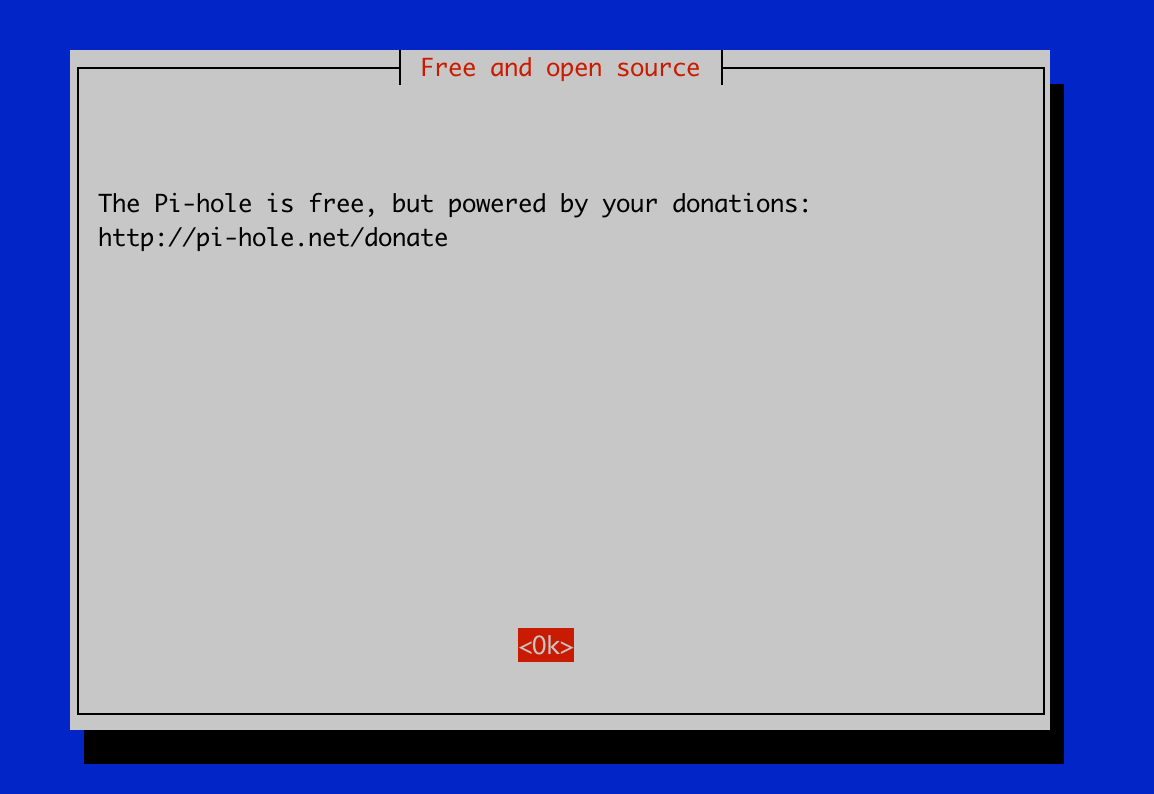 Free and open source
The Pi-hole is free, but powered by your donations:
http://pi-hole.net/donate
<Ok>